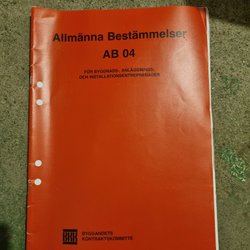 Allmänna Bestämmelser
AB 04
FÖR BYGGNADS-, ANLÄGGNINGS-
OCH INSTALLATIONSENTREPRENADER
BYGGANDETS
KONTRAKTSKOMMITTÉ